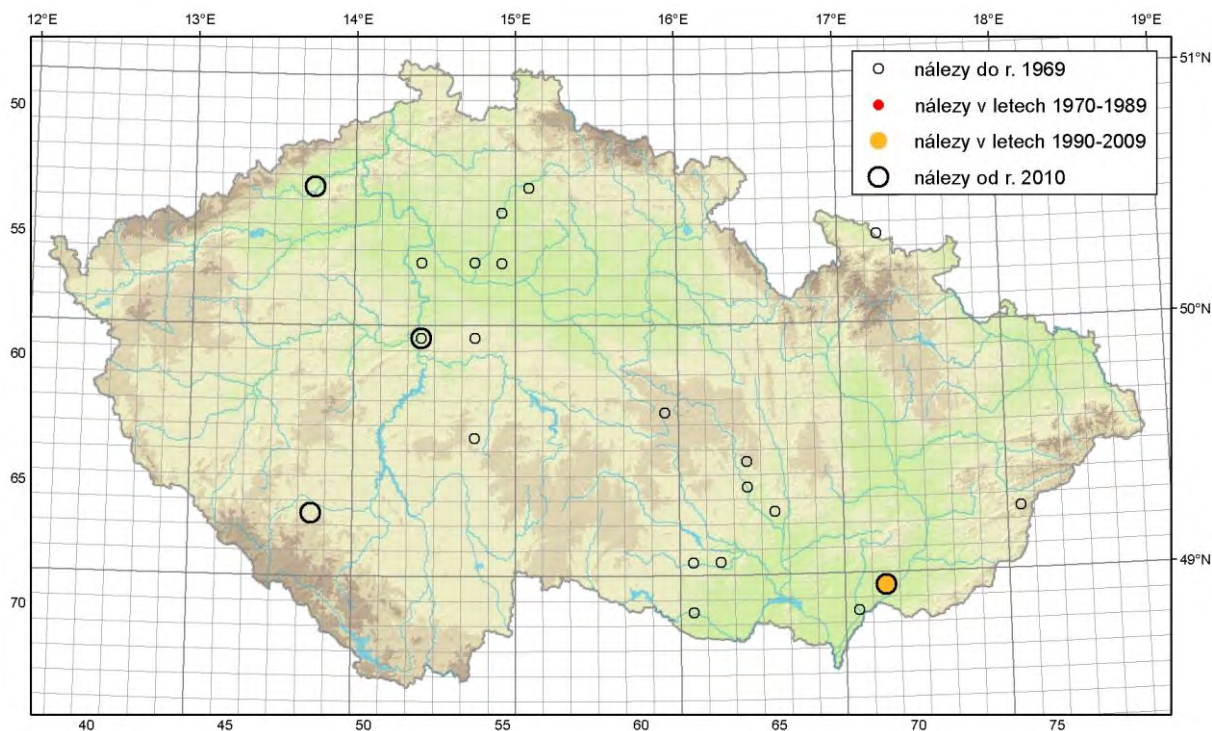 12°E 13°E 14°E 15°E 16°E 17°E 18°E 19°E
nálezy do r. 1969
nálezy v letech 1970-1989
nálezy v letech 1990-2009
nálezy od r. 2010
51°N
50
55
50°N
60
65
49°N
70
40 45 50 55 60 65 70 75